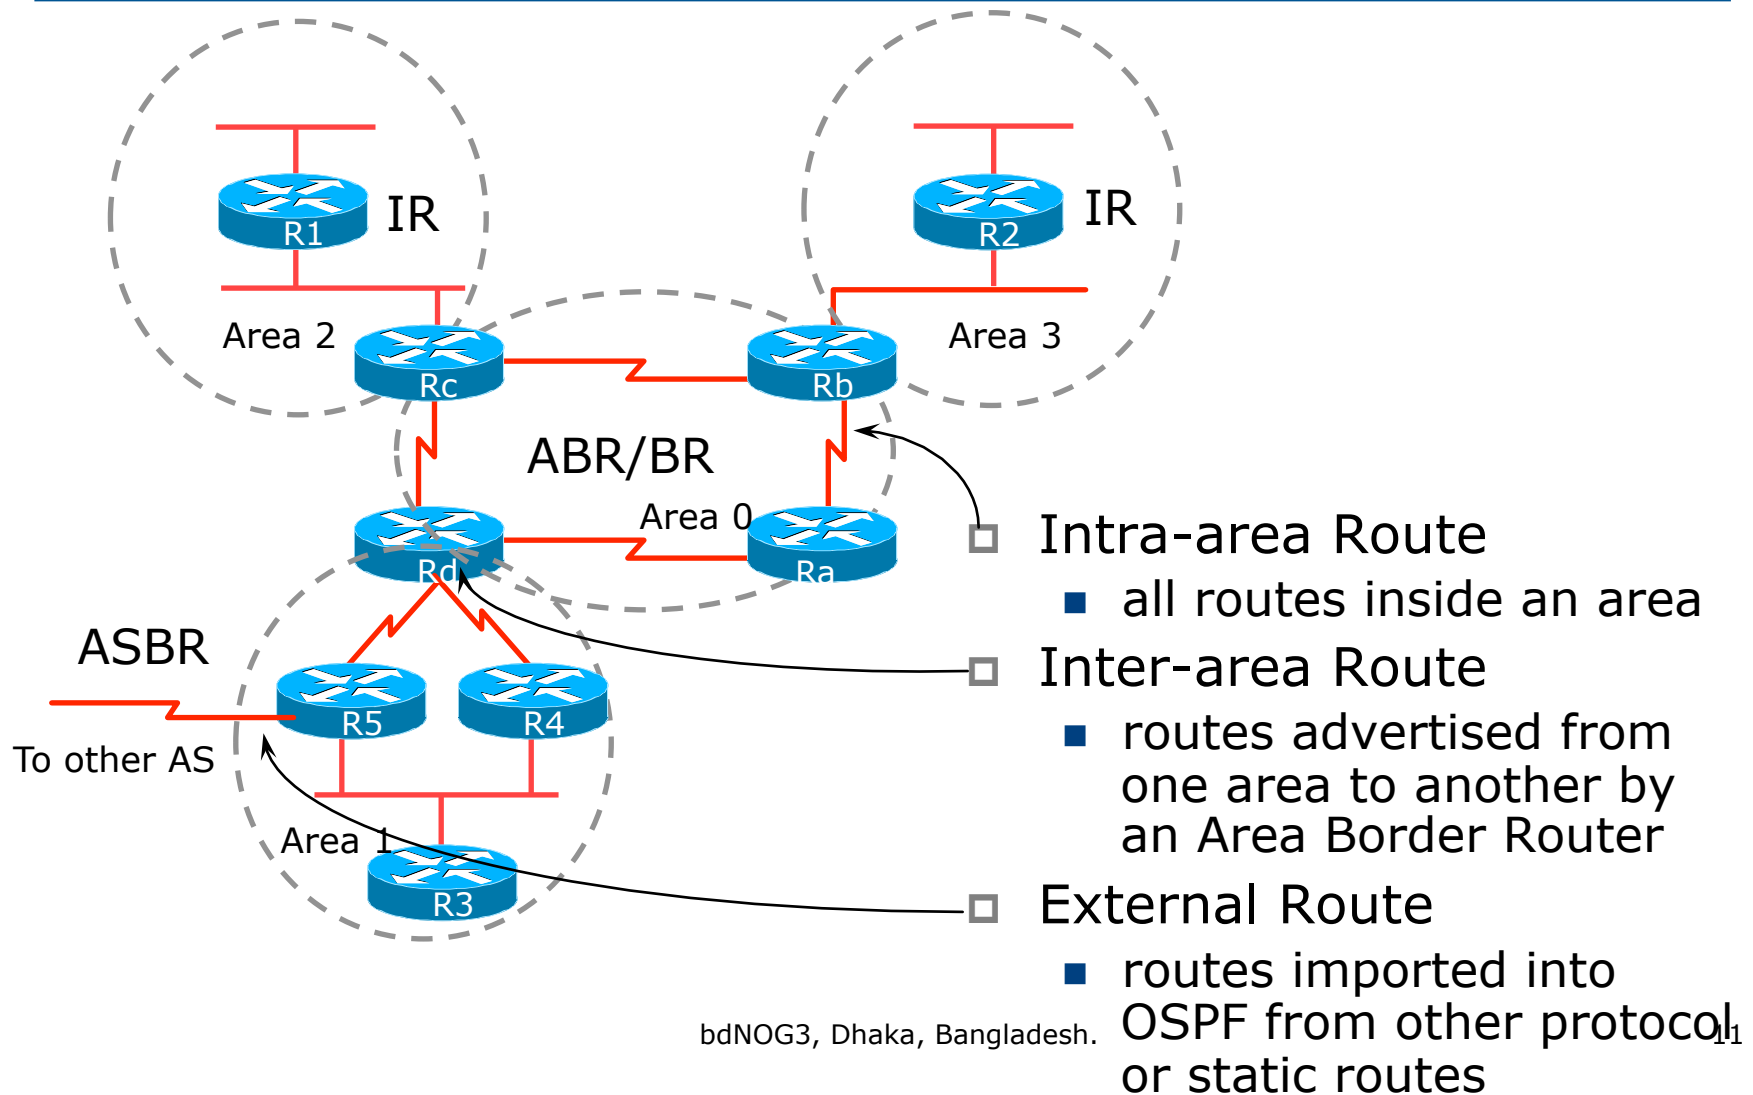 R1
IR
R2
IR
Area 2
Area 3
Rc
Rb
ABR/BR
Area 0
Rd
Ra
ASBR
R5
R4
To other AS
Area 1
R3
Intra-area Route
all routes inside an area
Inter-area Route
routes advertised from
one area to another by
an Area Border Router
External Route
routes imported into
OSPF from other protocol
or static routes
bdNOG3, Dhaka, Bangladesh.
11